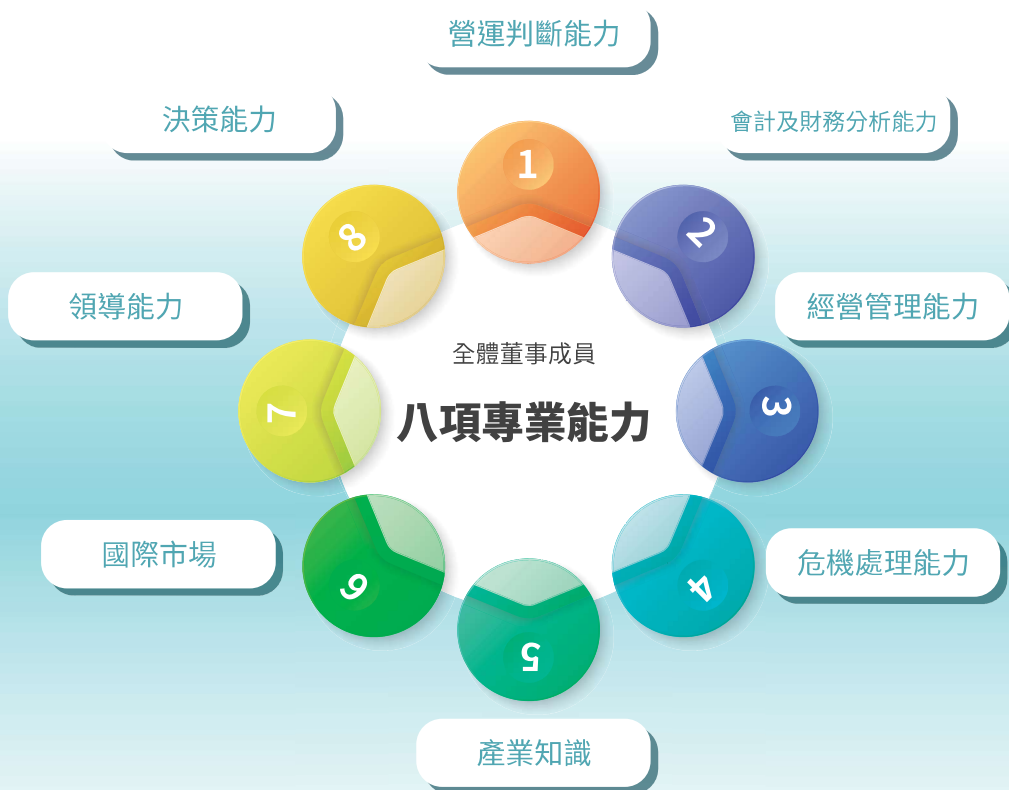 營運判斷能力
決策能力
會計及財務分析能力
1
8
2
領導能力
經營管理能力
全體董事成員
八項專業能力
7
3
國際市場
危機處理能力
6
4
5
產業知識